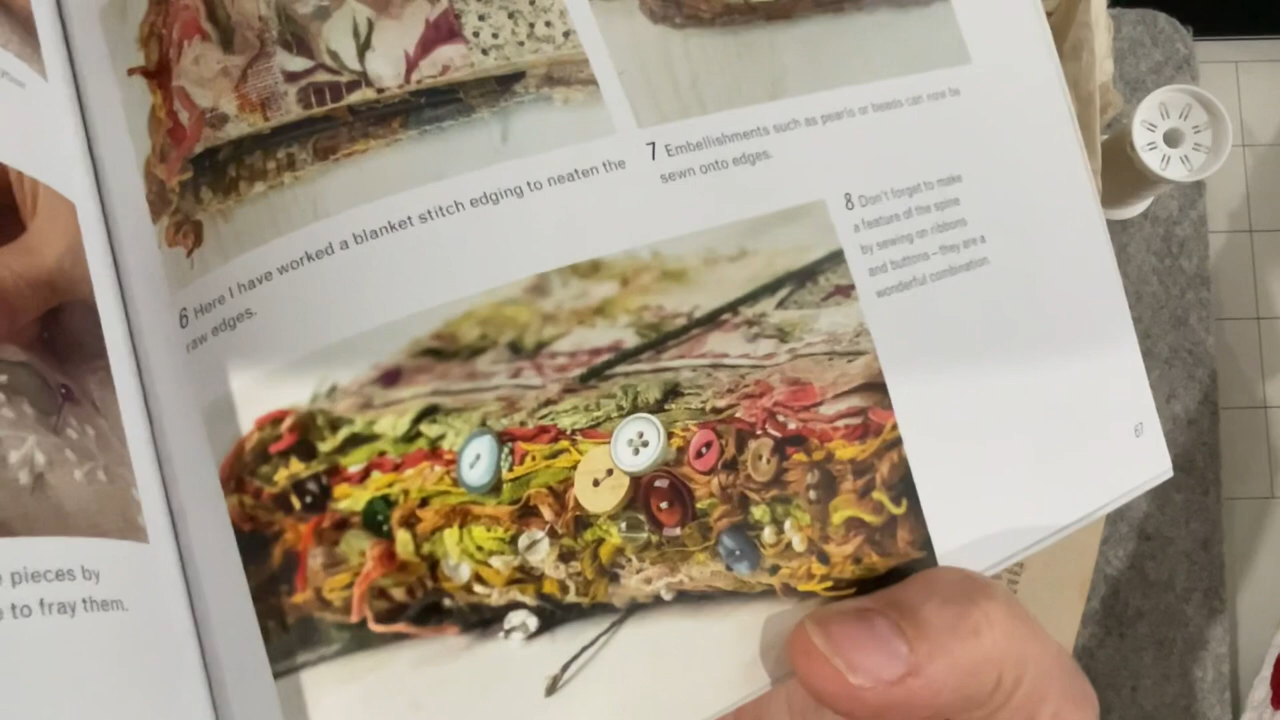 pieces by
to fray them.
6 Here I have worked a blanket stitch edging to neaten the
raw edges.
7 Embellishments such as pearls or beads can now be
sewn onto edges.
8 Don't forget to make
a feature of the spine
by sewing on ribbons
and buttons – they are a
wonderful combination
67